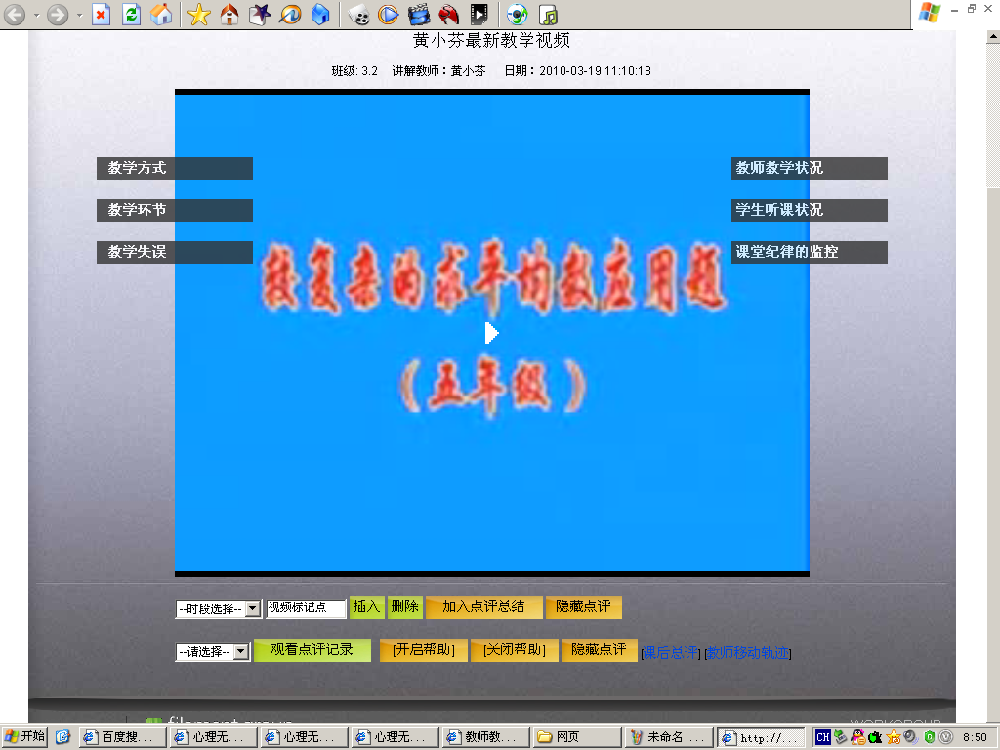 黄小芬最新教学视频
班级: 3.2 讲解教师：黄小芬 日期：2010-03-19 11:10:18
教学方式
教师教学状况
教学环节
学生听课状况
教学失误
课堂纪律的监控
较复杂的求平均数应用题
（五年级）
--时段选择-- 视频标记点 插入 删除 加入点评总结 隐藏点评
--请选择-- 观看点评记录 [开启帮助] [关闭帮助] 隐藏点评 [课后总评] [教师移动轨迹]
开始 百度搜... 心理无... 心理无... 心理无... 教师教... 网页 未命名 ... http://... CH 8:50